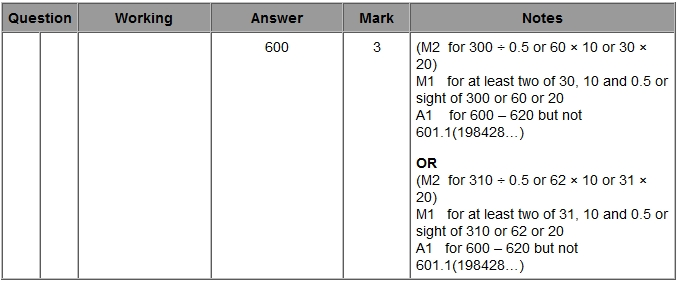 Question Working Answer Mark Notes
600 3 (M2 for 300 ÷ 0.5 or 60 × 10 or 30 ×
20)
M1 for at least two of 30, 10 and 0.5 or
sight of 300 or 60 or 20
A1 for 600 – 620 but not
601.1(198428…)
OR
(M2 for 310 ÷ 0.5 or 62 × 10 or 31 ×
20)
M1 for at least two of 31, 10 and 0.5 or
sight of 310 or 62 or 20
A1 for 600 – 620 but not
601.1(198428…)